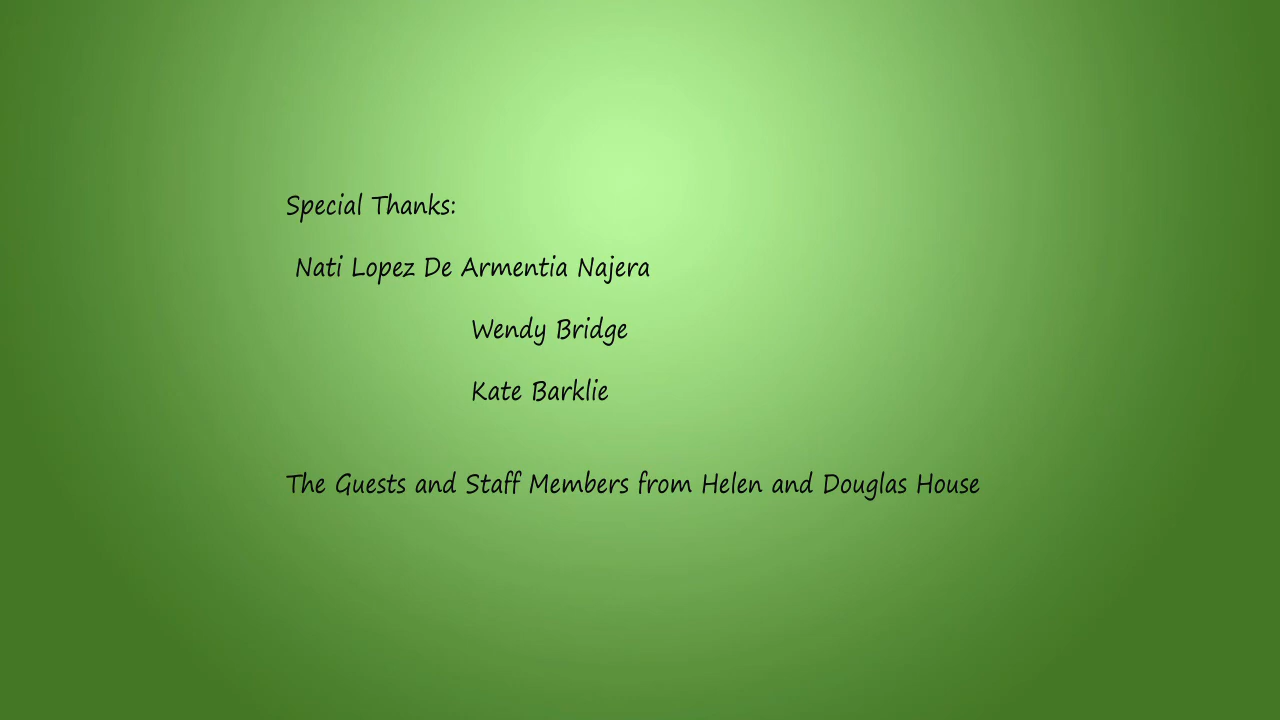 Special Thanks:
Nati Lopez De Armentia Najera
Wendy Bridge
Kate Barklie
The Guests and Staff Members from Helen and Douglas House